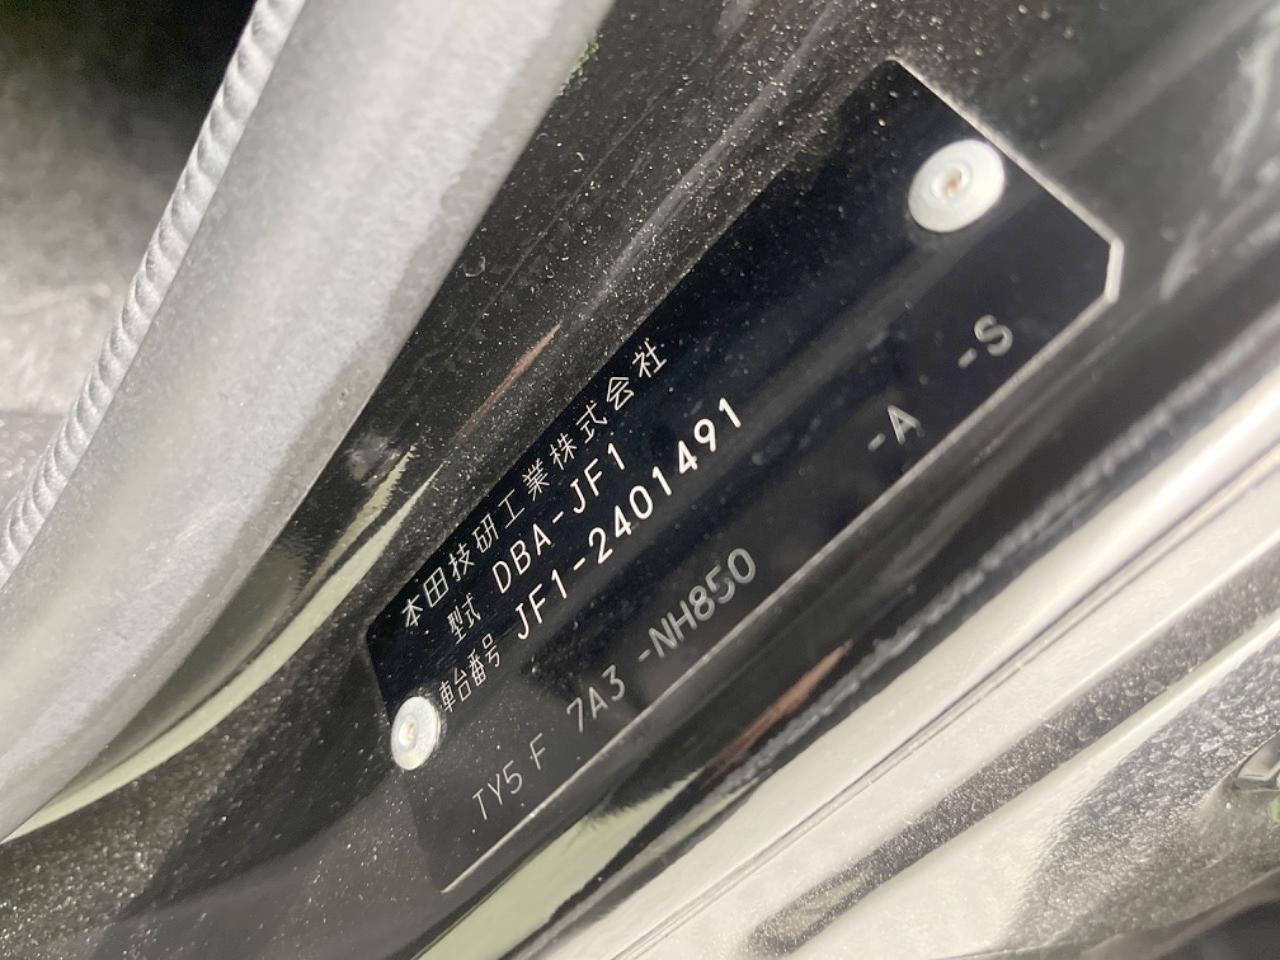 本田技研工業株式会社
型式 DBA-JF1
車台番号 JF1-2401491
TY5F 7A3 -NH850 -A -S